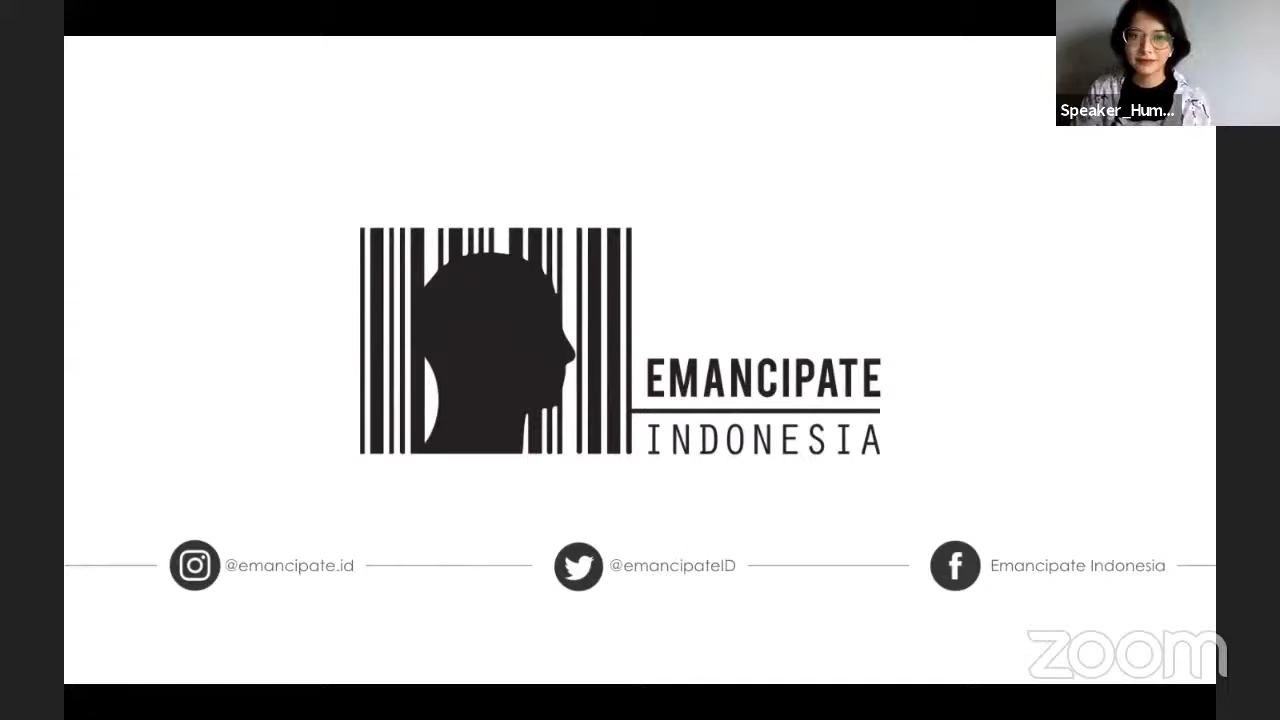 Speaker_Hum...
EMANCIPATE
INDONESIA
@emancipate.id
@emancipateID
Emancipate Indonesia
zoom